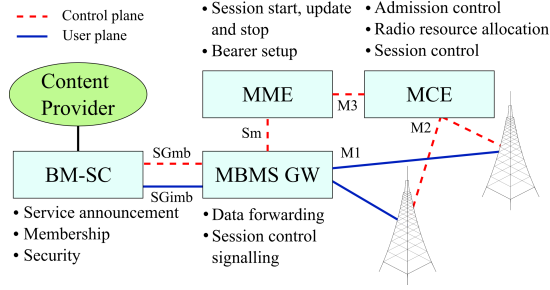 Control plane
User plane
• Session start, update
and stop
• Bearer setup
• Admission control
• Radio resource allocation
• Session control
Content
Provider
MME
M3
MCE
Sm
M2
SGmb
M1
BM-SC
MBMS GW
SGimb
• Service announcement
• Membership
• Security
• Data forwarding
• Session control
signalling